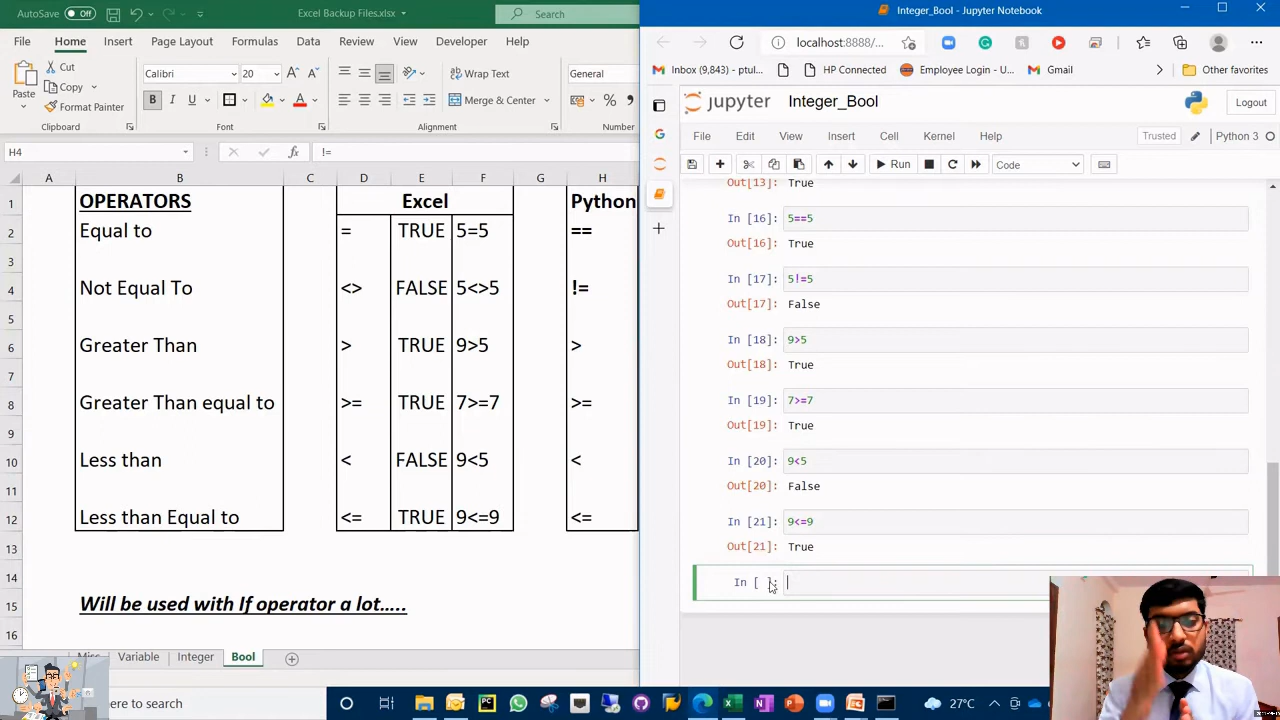 AutoSave Off Excel Backup Files.xlsx Search
File Home Insert Page Layout Formulas Data Review View Developer Help
Paste Cut Copy Format Painter Calibri 20 Wrap Text General
B I U A Merge & Center % ,
Clipboard Font Alignment Number
H4 fx !=
A B C D E F G H
1 OPERATORS Excel Python
2 Equal to = TRUE 5=5 ==
3
4 Not Equal To <> FALSE 5<>5 !=
5
6 Greater Than > TRUE 9>5 >
7
8 Greater Than equal to >= TRUE 7>=7 >=
9
10 Less than < FALSE 9<5 <
11
12 Less than Equal to <= TRUE 9<=9 <=
13
14
15 Will be used with If operator a lot.....
16
Variable Integer Bool
Integer_Bool - Jupyter Notebook
localhost:8888/...
Inbox (9,843) - ptul... HP Connected Employee Login - U... Gmail Other favorites
jupyter Integer_Bool Logout
File Edit View Insert Cell Kernel Help Trusted Python 3
Run Code
Out[13]: True
In [16]: 5==5
Out[16]: True
In [17]: 5!=5
Out[17]: False
In [18]: 9>5
Out[18]: True
In [19]: 7>=7
Out[19]: True
In [20]: 9<5
Out[20]: False
In [21]: 9<=9
Out[21]: True
In [ ]:
here to search 27°C